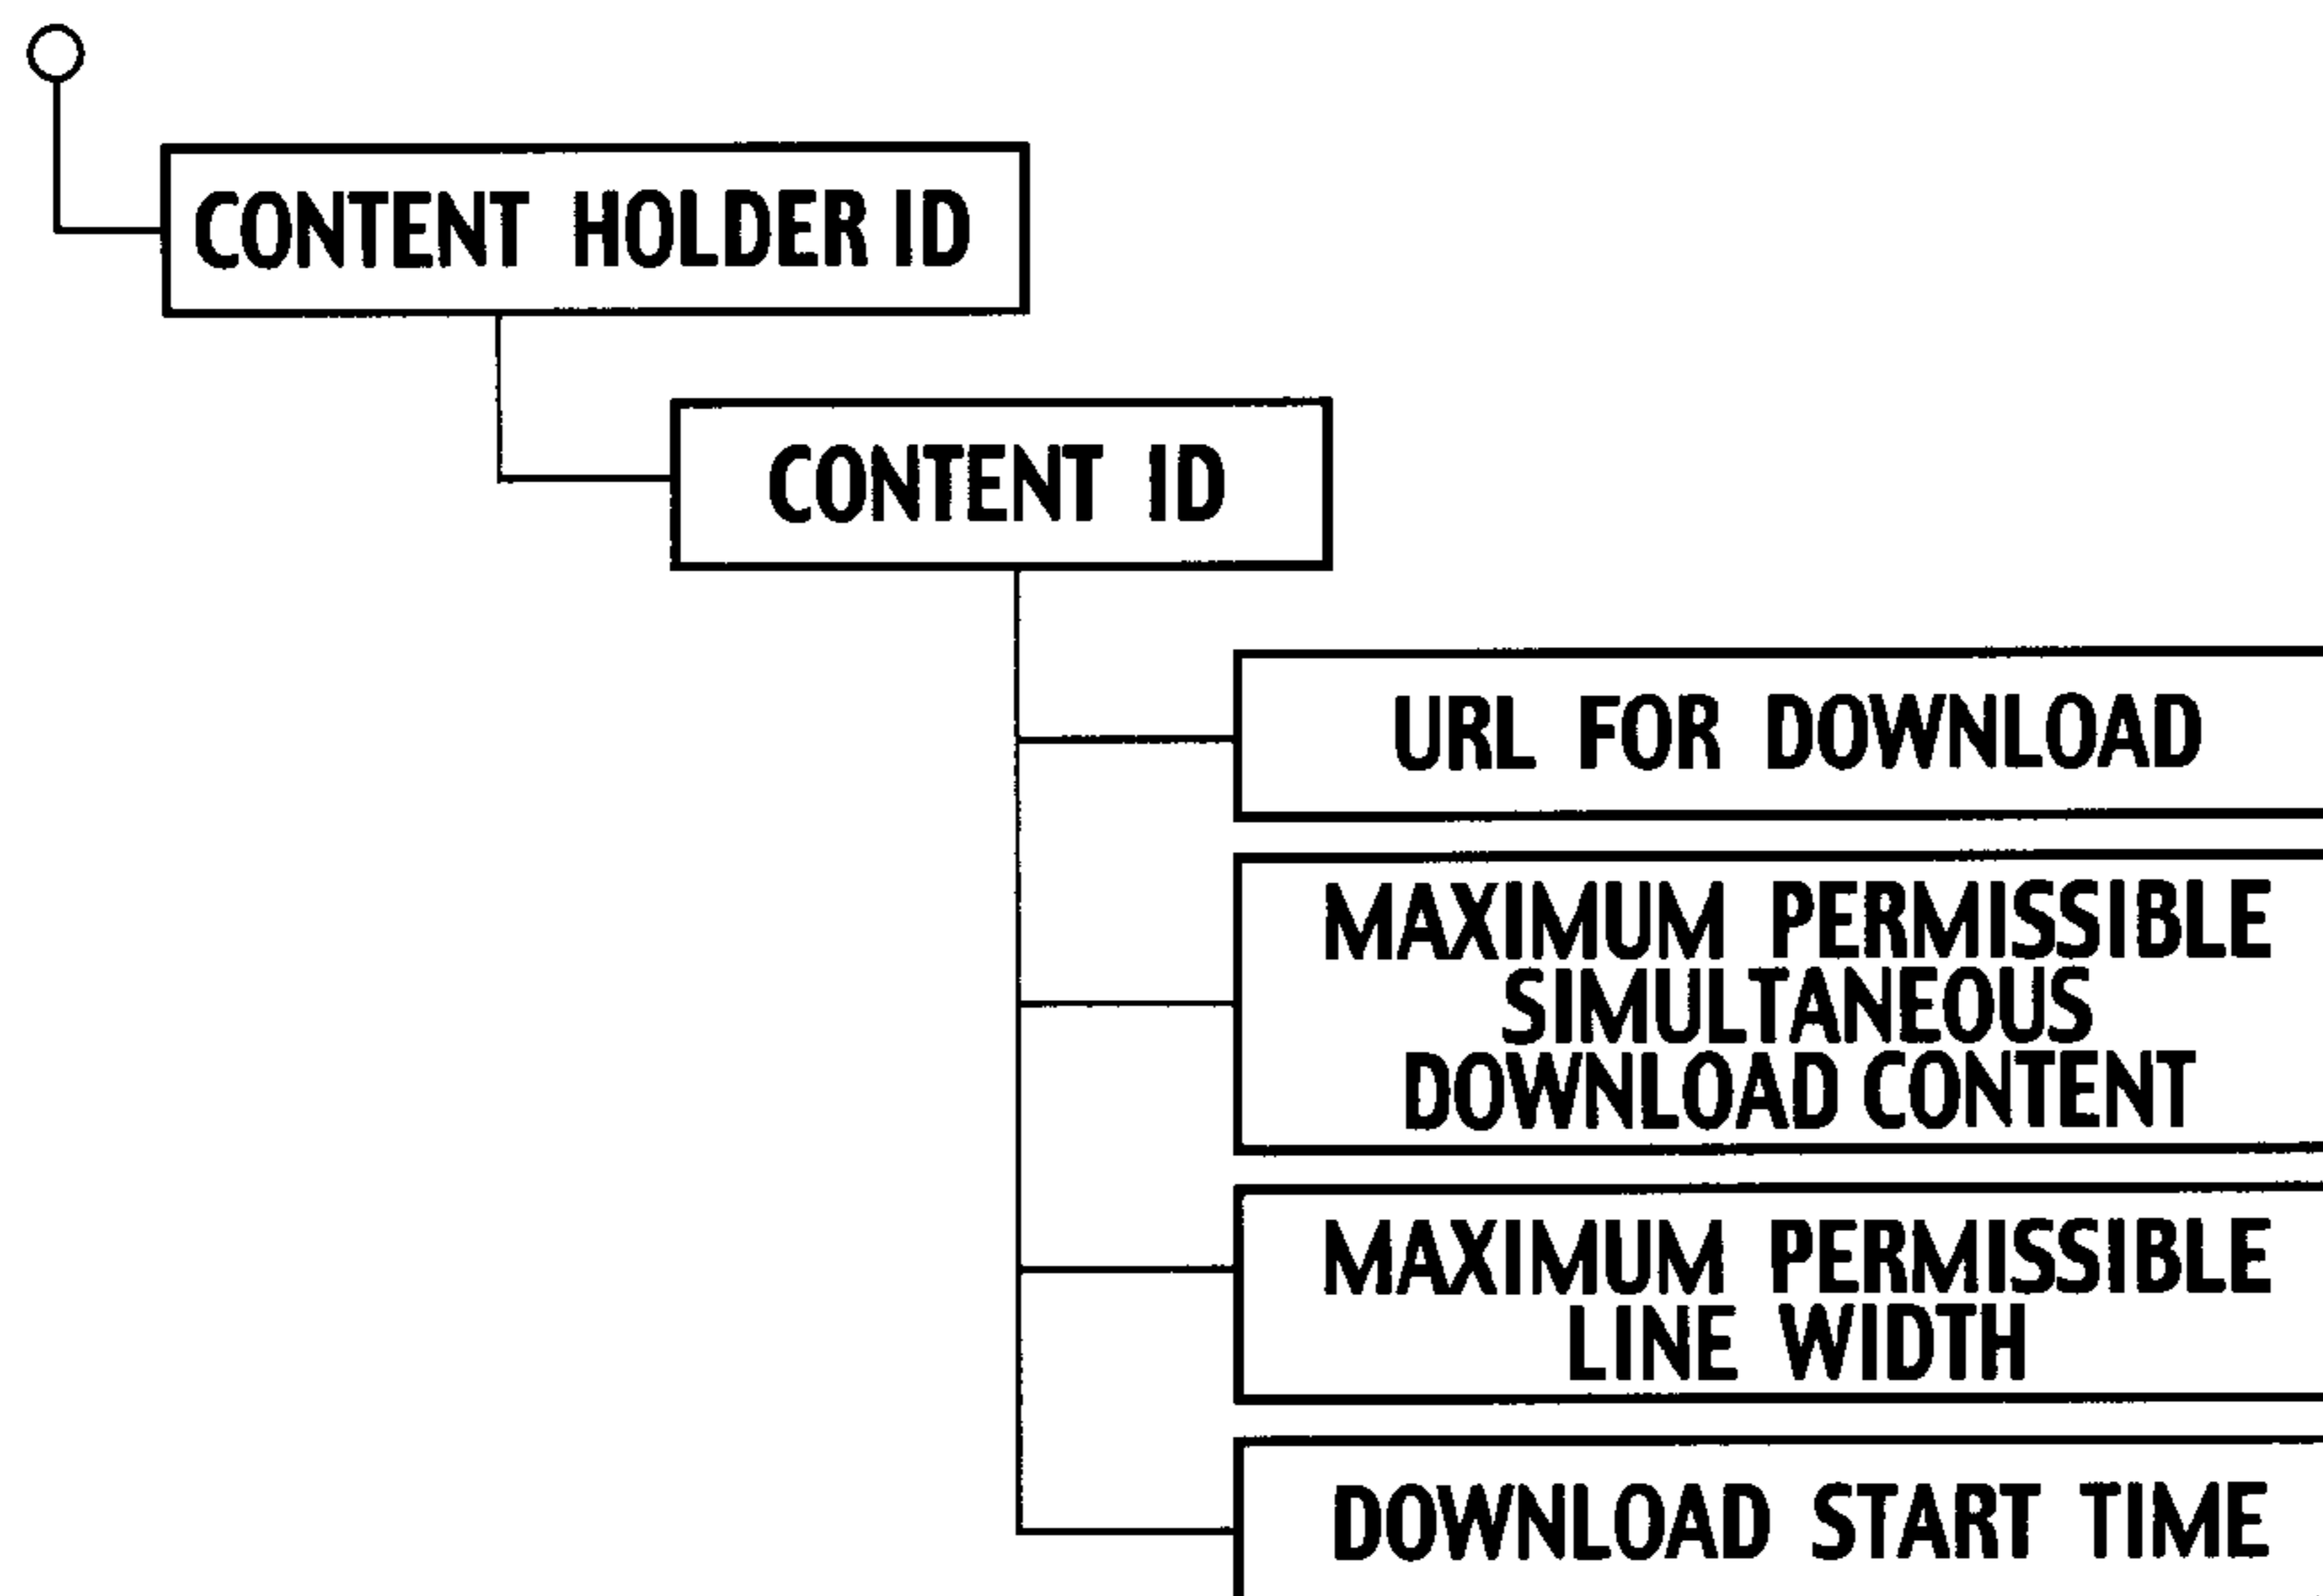 CONTENT HOLDER ID
CONTENT ID
URL FOR DOWNLOAD
MAXIMUM PERMISSIBLE
SIMULTANEOUS
DOWNLOAD CONTENT
MAXIMUM PERMISSIBLE
LINE WIDTH
DOWNLOAD START TIME